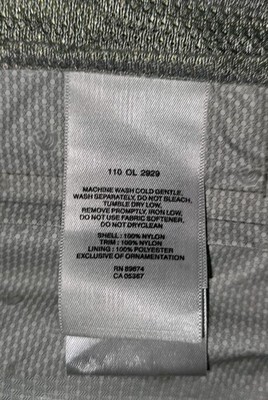 110 OL 2929
MACHINE WASH COLD GENTLE,
WASH SEPARATELY, DO NOT BLEACH,
TUMBLE DRY LOW,
REMOVE PROMPTLY, IRON LOW,
DO NOT USE FABRIC SOFTENER,
DO NOT DRYCLEAN
SHELL : 100% NYLON
TRIM : 100% NYLON
LINING : 100% POLYESTER
EXCLUSIVE OF ORNAMENTATION
RN 89874
CA 05367